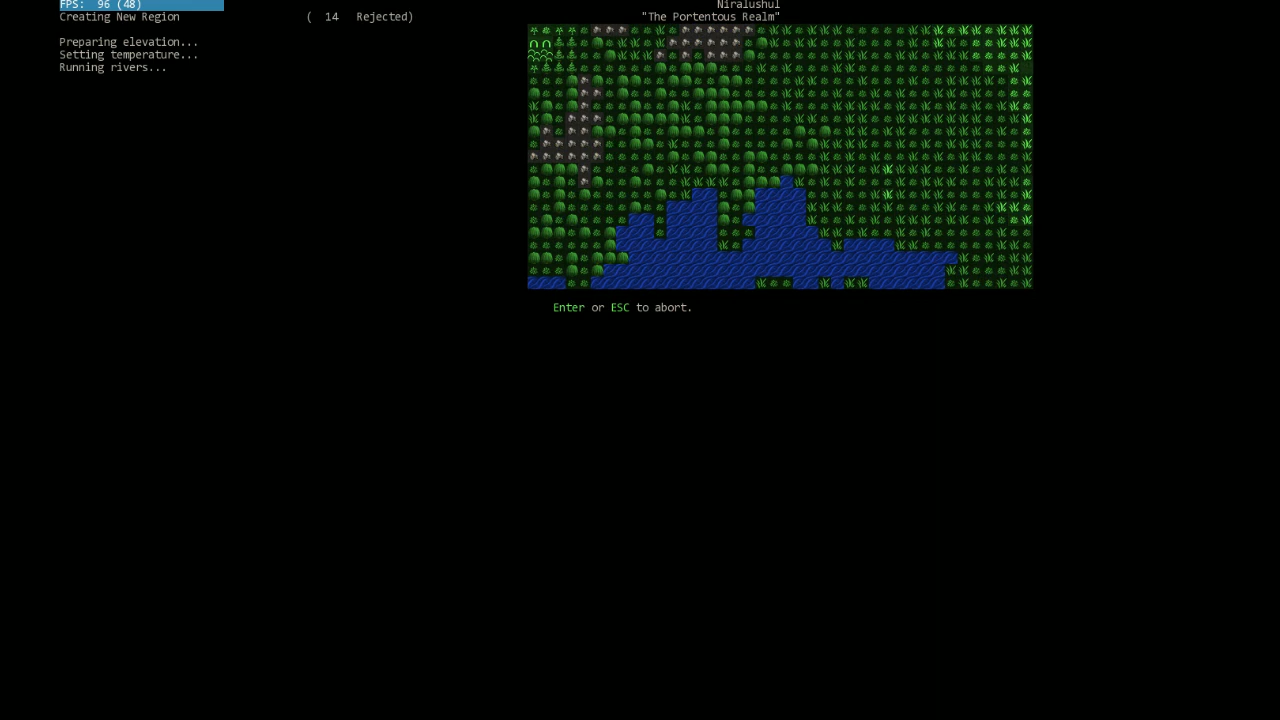 FPS: 96 (48)
Niralushul
Creating New Region
( 14 Rejected)
"The Portentous Realm"
Preparing elevation...
Setting temperature...
Running rivers...
Enter or ESC to abort.